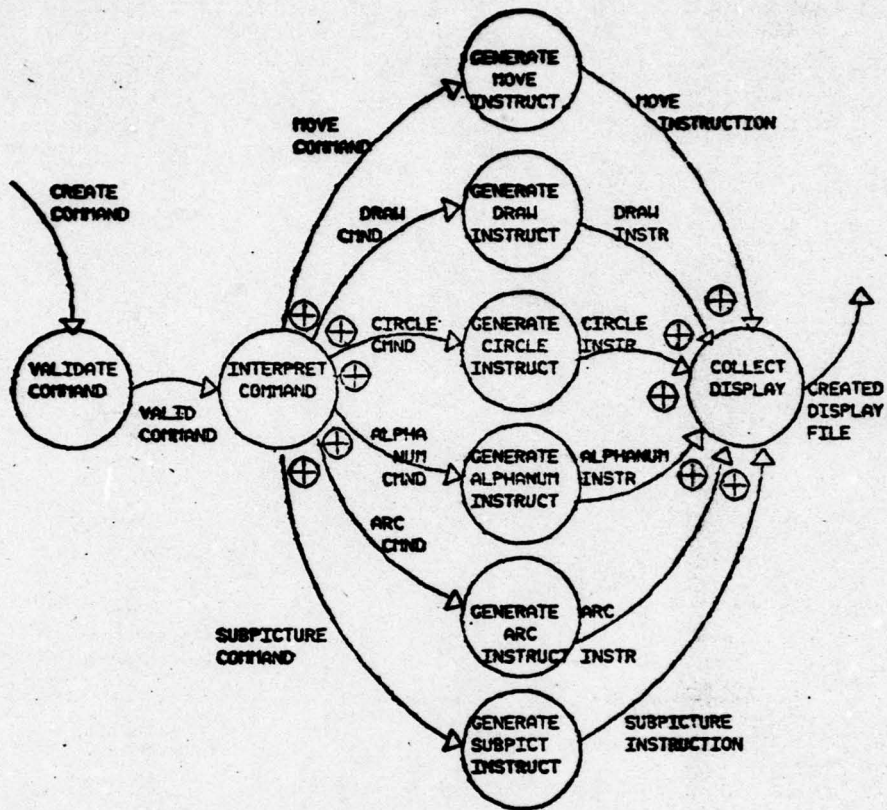 GENERATE
MOVE
INSTRUCT
MOVE
COMMAND
MOVE
INSTRUCTION
CREATE
COMMAND
DRAW
CMND
GENERATE
DRAW
INSTRUCT
DRAW
INSTR
VALIDATE
COMMAND
VALID
COMMAND
INTERPRET
COMMAND
CIRCLE
CMND
GENERATE
CIRCLE
INSTRUCT
CIRCLE
INSTR
COLLECT
DISPLAY
CREATED
DISPLAY
FILE
ALPHA
NUM
CMND
GENERATE
ALPHANUM
INSTRUCT
ALPHANUM
INSTR
ARC
CMND
GENERATE
ARC
INSTRUCT
ARC
INSTR
SUBPICTURE
COMMAND
GENERATE
SUBPICT
INSTRUCT
SUBPICTURE
INSTRUCTION